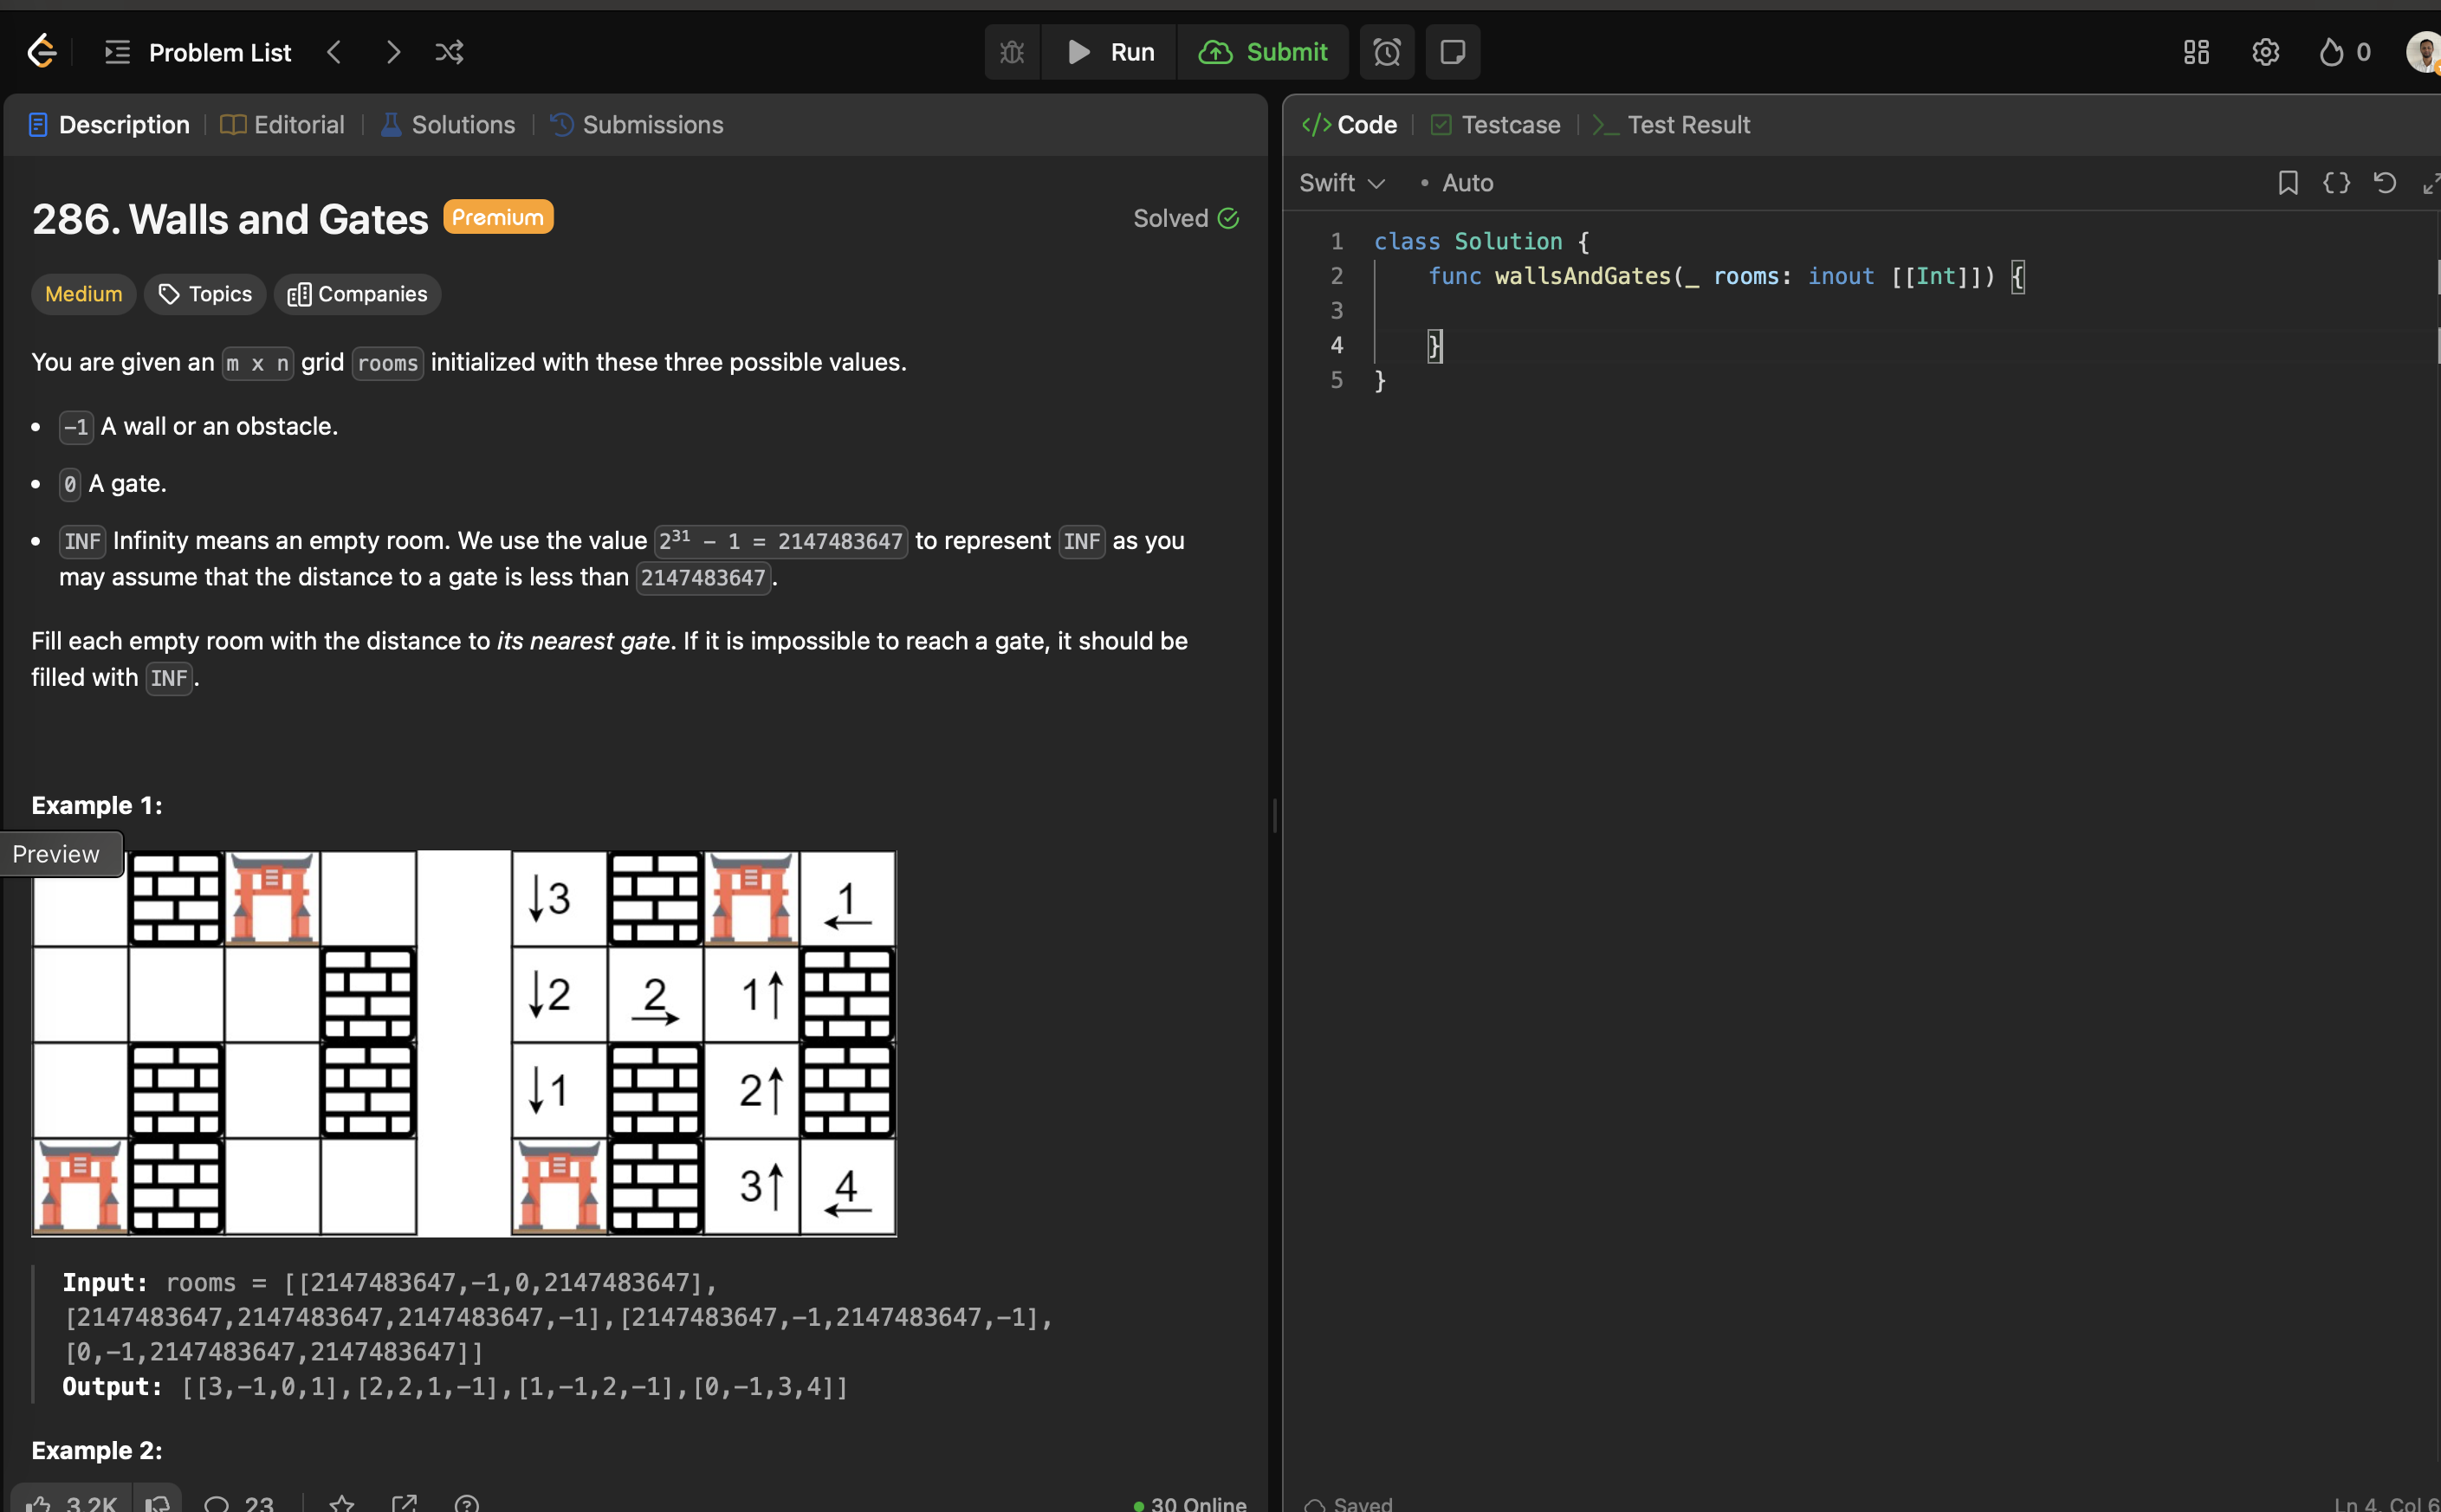 Problem List
Run
Submit
0
Description
Editorial
Solutions
Submissions
286. Walls and Gates
Premium
Solved
Medium
Topics
Companies
You are given an m x n grid rooms initialized with these three possible values.
• -1 A wall or an obstacle.
• 0 A gate.
• INF Infinity means an empty room. We use the value 2³¹ - 1 = 2147483647 to represent INF as you
may assume that the distance to a gate is less than 2147483647.
Fill each empty room with the distance to its nearest gate. If it is impossible to reach a gate, it should be
filled with INF.
Example 1:
Preview
↓3
1
←
↓2
2
→
1↑
↓1
2↑
3↑
4
←
Input: rooms = [[2147483647,-1,0,2147483647],
[2147483647,2147483647,2147483647,-1],[2147483647,-1,2147483647,-1],
[0,-1,2147483647,2147483647]]
Output: [[3,-1,0,1],[2,2,1,-1],[1,-1,2,-1],[0,-1,3,4]]
Example 2:
3.2K
23
30 Online
</> Code
Testcase
>_ Test Result
Swift
• Auto
1 class Solution {
2 func wallsAndGates(_ rooms: inout [[Int]]) {
3
4 }
5 }
Saved
Ln 4, Col 6